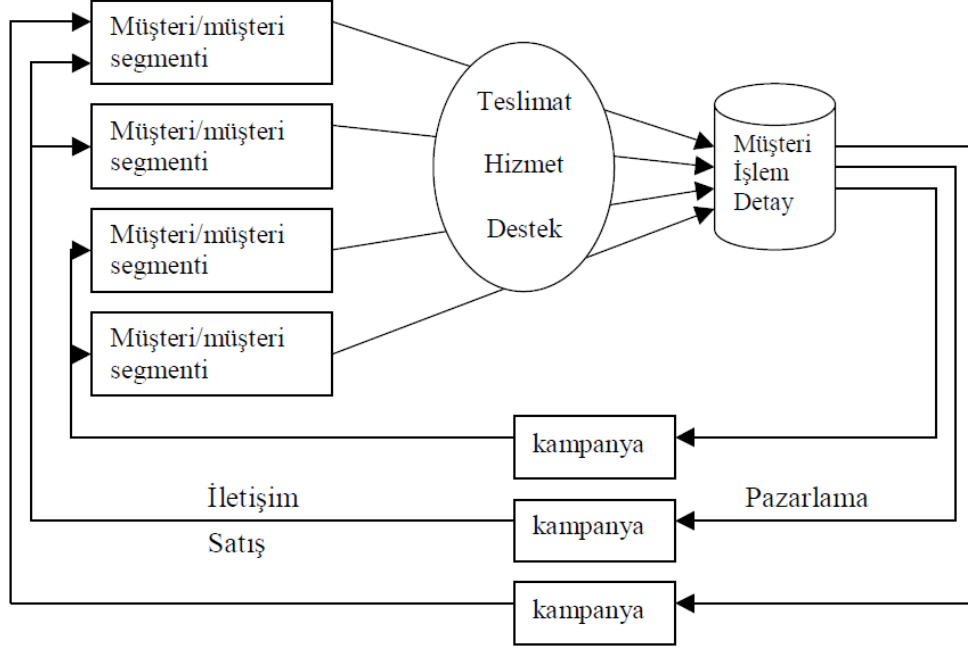 Müşteri/müşteri
segmenti
Müşteri/müşteri
segmenti
Müşteri/müşteri
segmenti
Müşteri/müşteri
segmenti
Teslimat
Hizmet
Destek
Müşteri
İşlem
Detay
kampanya
İletişim
Pazarlama
kampanya
Satış
kampanya